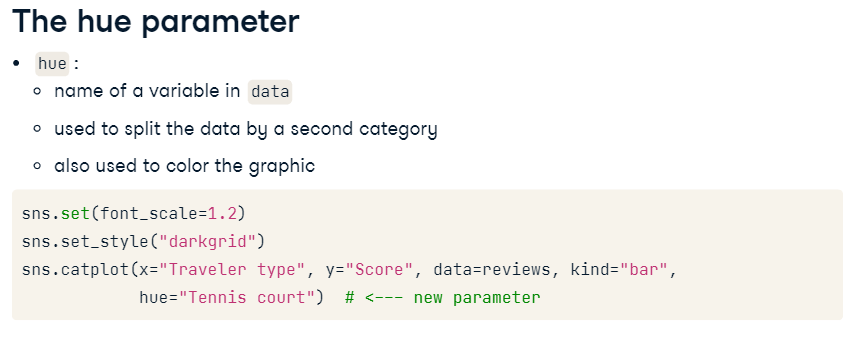 The hue parameter
• hue :
∘ name of a variable in data
∘ used to split the data by a second category
∘ also used to color the graphic
sns.set(font_scale=1.2)
sns.set_style("darkgrid")
sns.catplot(x="Traveler type", y="Score", data=reviews, kind="bar",
            hue="Tennis court")  # <--- new parameter